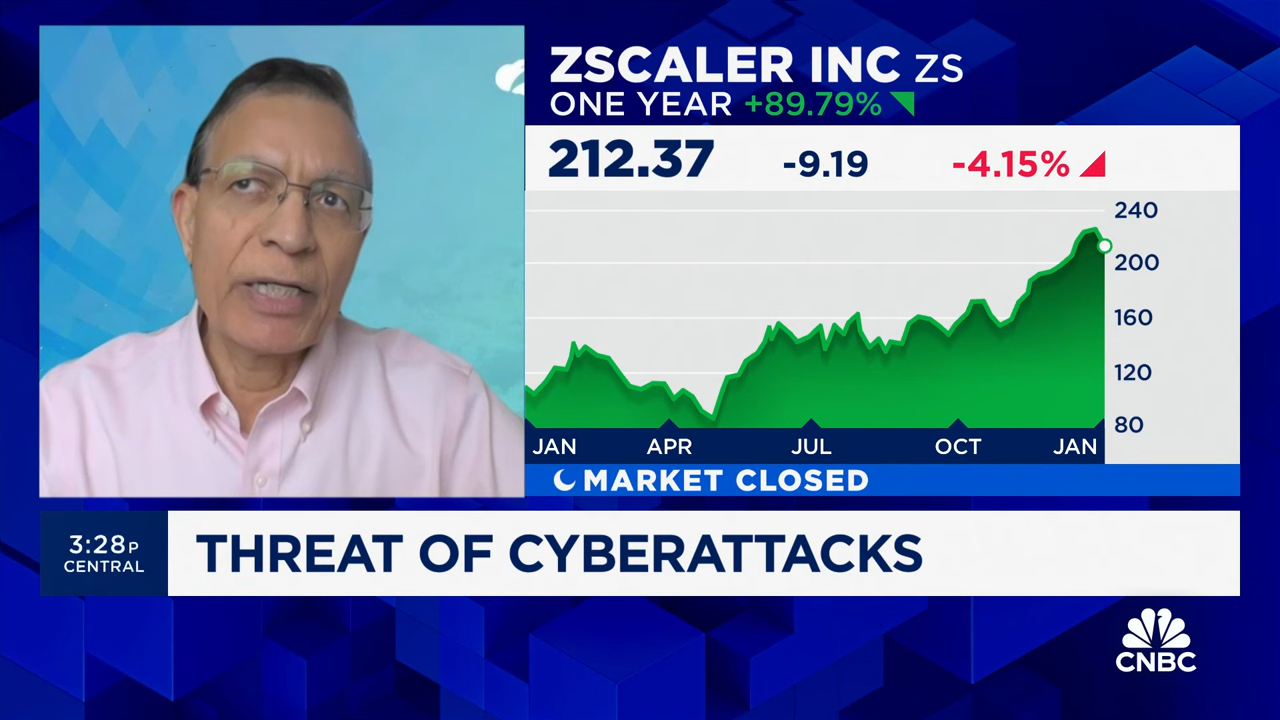 ZSCALER INC ZS
ONE YEAR +89.79%
212.37 -9.19 -4.15%
240
200
160
120
80
JAN APR JUL OCT JAN
MARKET CLOSED
3:28P
CENTRAL
THREAT OF CYBERATTACKS
CNBC